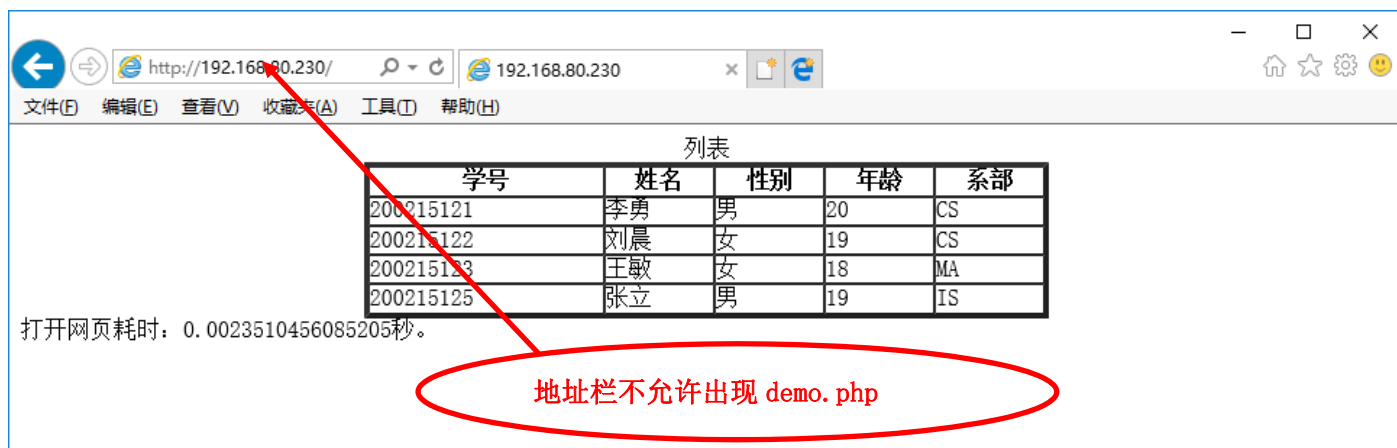 http://192.168.80.230/ 192.168.80.230
文件(F) 编辑(E) 查看(V) 收藏夹(A) 工具(T) 帮助(H)
列表
学号 姓名 性别 年龄 系部
200215121 李勇 男 20 CS
200215122 刘晨 女 19 CS
200215123 王敏 女 18 MA
200215125 张立 男 19 IS
打开网页耗时：0.0023510456085205秒。
地址栏不允许出现 demo.php